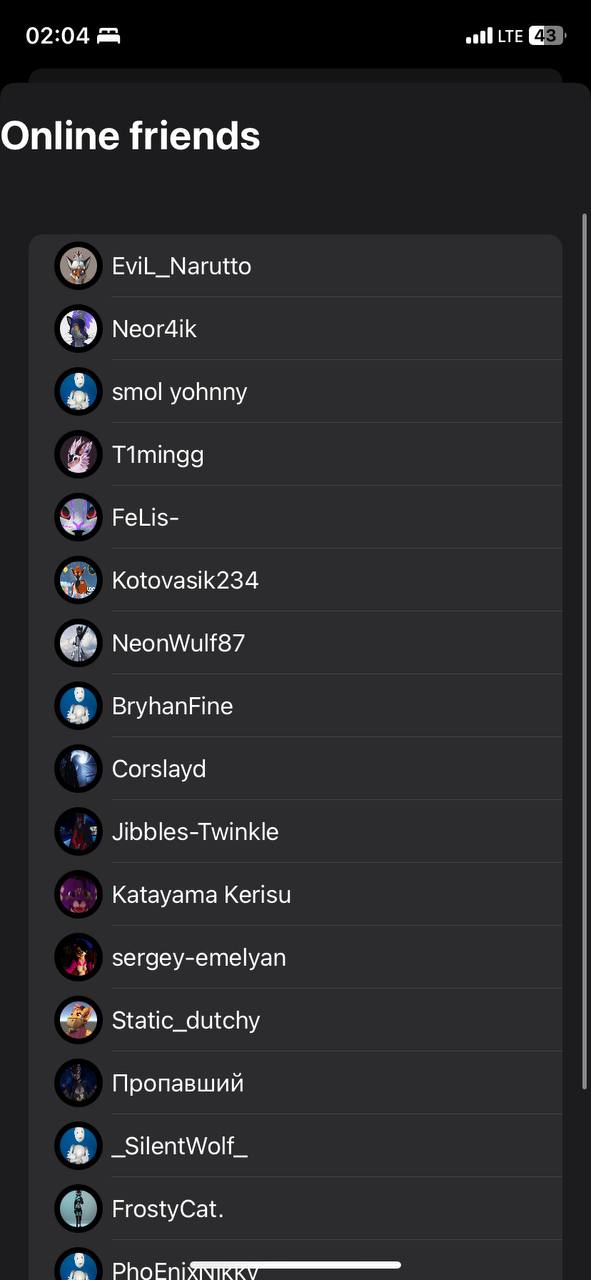 02:04
LTE 43
Online friends
EviL_Narutto
Neor4ik
smol yohnny
T1mingg
FeLis-
Kotovasik234
NeonWulf87
BryhanFine
Corslayd
Jibbles-Twinkle
Katayama Kerisu
sergey-emelyan
Static_dutchy
Пропавший
_SilentWolf_
FrostyCat.
PhoEnixNikky